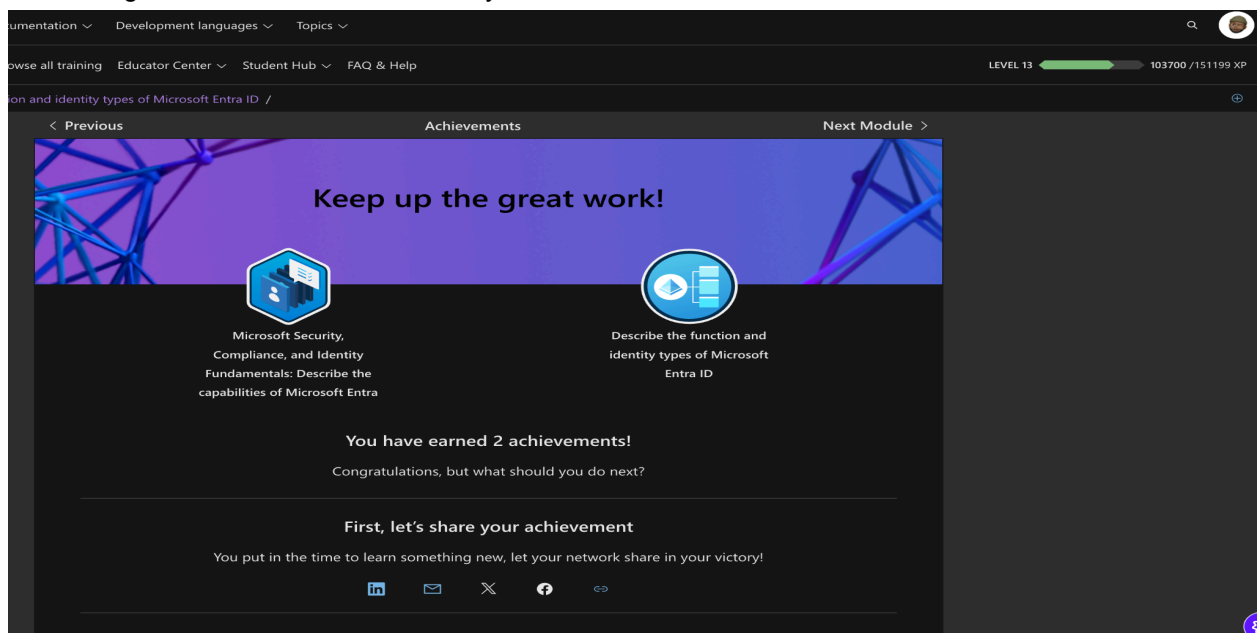 Development languages
Topics
all training Educator Center Student Hub FAQ & Help
LEVEL 13 103700 /151199 XP
and identity types of Microsoft Entra ID /
< Previous Achievements Next Module >
Keep up the great work!
Microsoft Security,
Compliance, and Identity
Fundamentals: Describe the
capabilities of Microsoft Entra
Describe the function and
identity types of Microsoft
Entra ID
You have earned 2 achievements!
Congratulations, but what should you do next?
First, let's share your achievement
You put in the time to learn something new, let your network share in your victory!
in